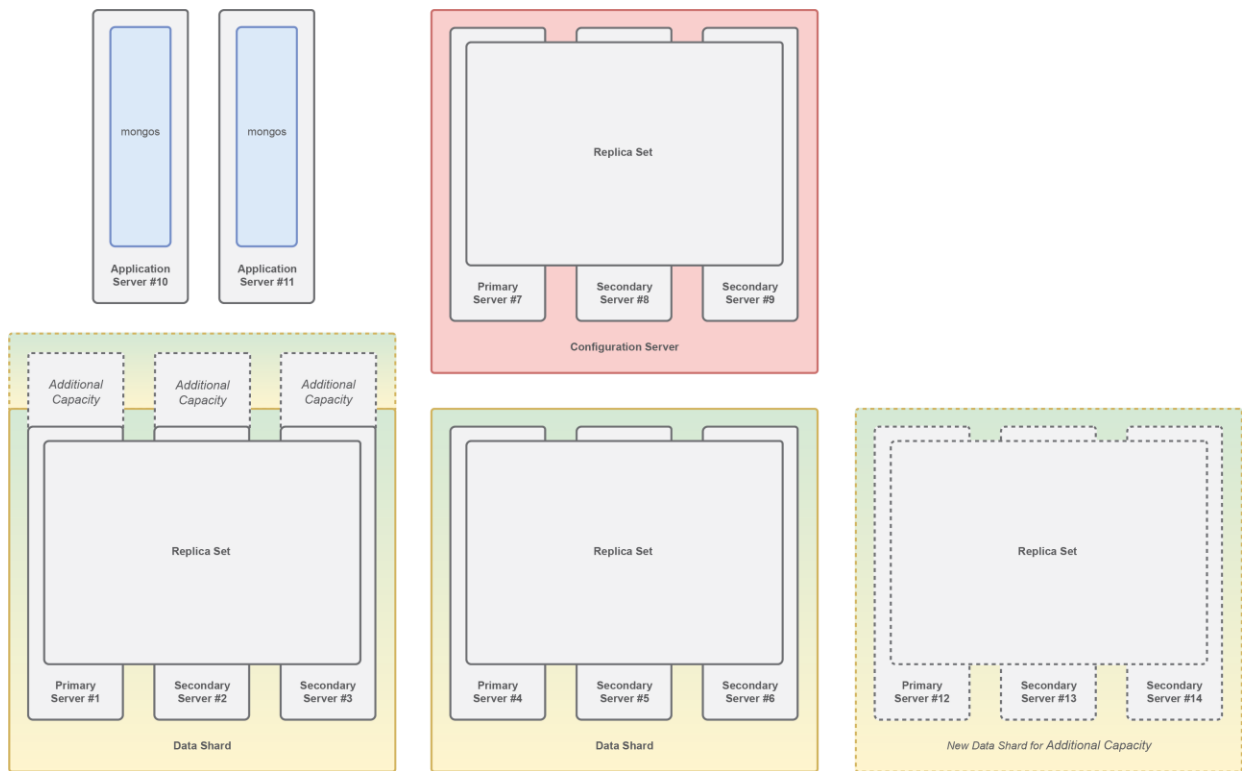 mongos
mongos
Application
Server #10
Application
Server #11
Replica Set
Primary
Server #7
Secondary
Server #8
Secondary
Server #9
Configuration Server
Additional
Capacity
Additional
Capacity
Additional
Capacity
Replica Set
Primary
Server #1
Secondary
Server #2
Secondary
Server #3
Data Shard
Replica Set
Primary
Server #4
Secondary
Server #5
Secondary
Server #6
Data Shard
Replica Set
Primary
Server #12
Secondary
Server #13
Secondary
Server #14
New Data Shard for Additional Capacity